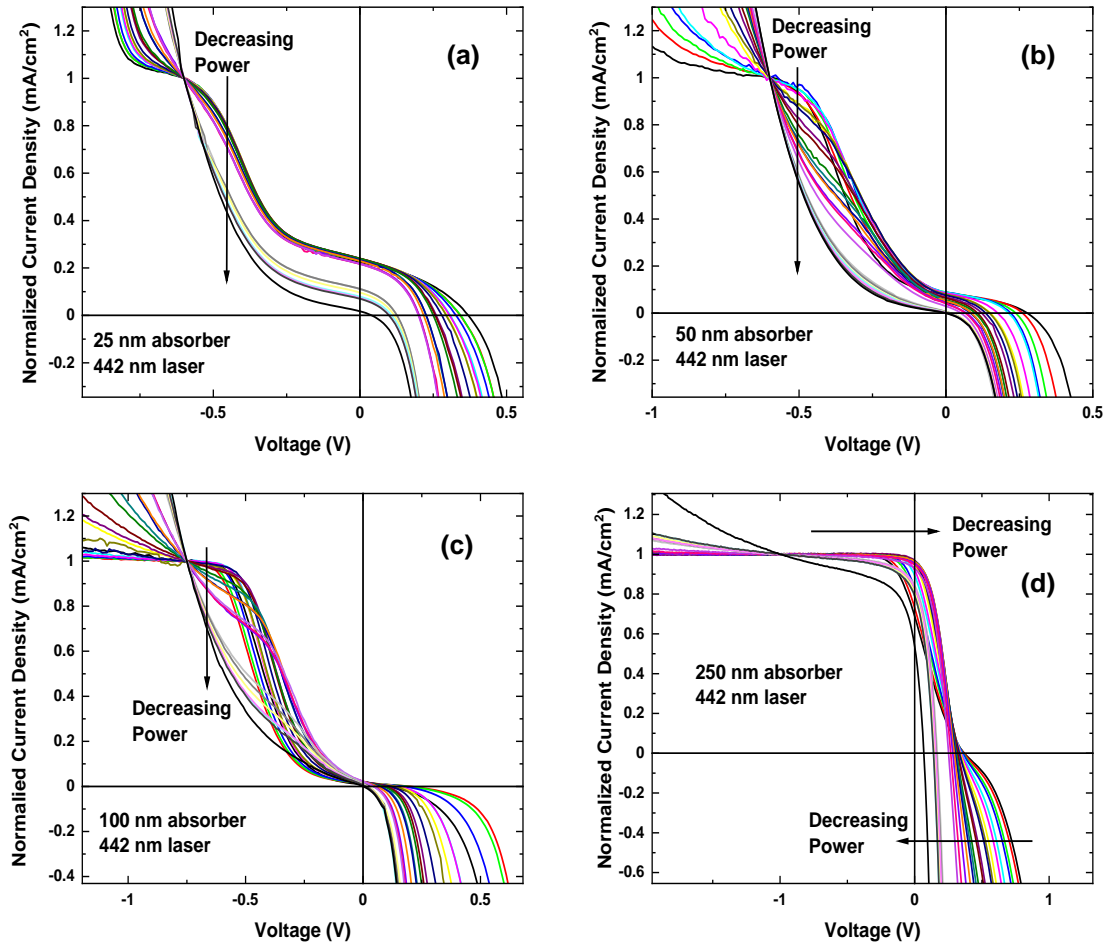 1.2
1
0.8
0.6
0.4
0.2
0
-0.2
-0.5
0
0.5
Normalized Current Density (mA/cm²)
Voltage (V)
Decreasing
Power
(a)
25 nm absorber
442 nm laser
1.2
1
0.8
0.6
0.4
0.2
0
-0.2
-1
-0.5
0
0.5
Normalized Current Density (mA/cm²)
Voltage (V)
Decreasing
Power
(b)
50 nm absorber
442 nm laser
1.2
1
0.8
0.6
0.4
0.2
0
-0.2
-0.4
-1
-0.5
0
0.5
Normalied Current Density (mA/cm²)
Voltage (V)
(c)
Decreasing
Power
100 nm absorber
442 nm laser
1.2
1
0.8
0.6
0.4
0.2
0
-0.2
-0.4
-0.6
-1
0
1
Normalized Current Density (mA/cm²)
Voltage (V)
Decreasing
Power
(d)
250 nm absorber
442 nm laser
Decreasing
Power